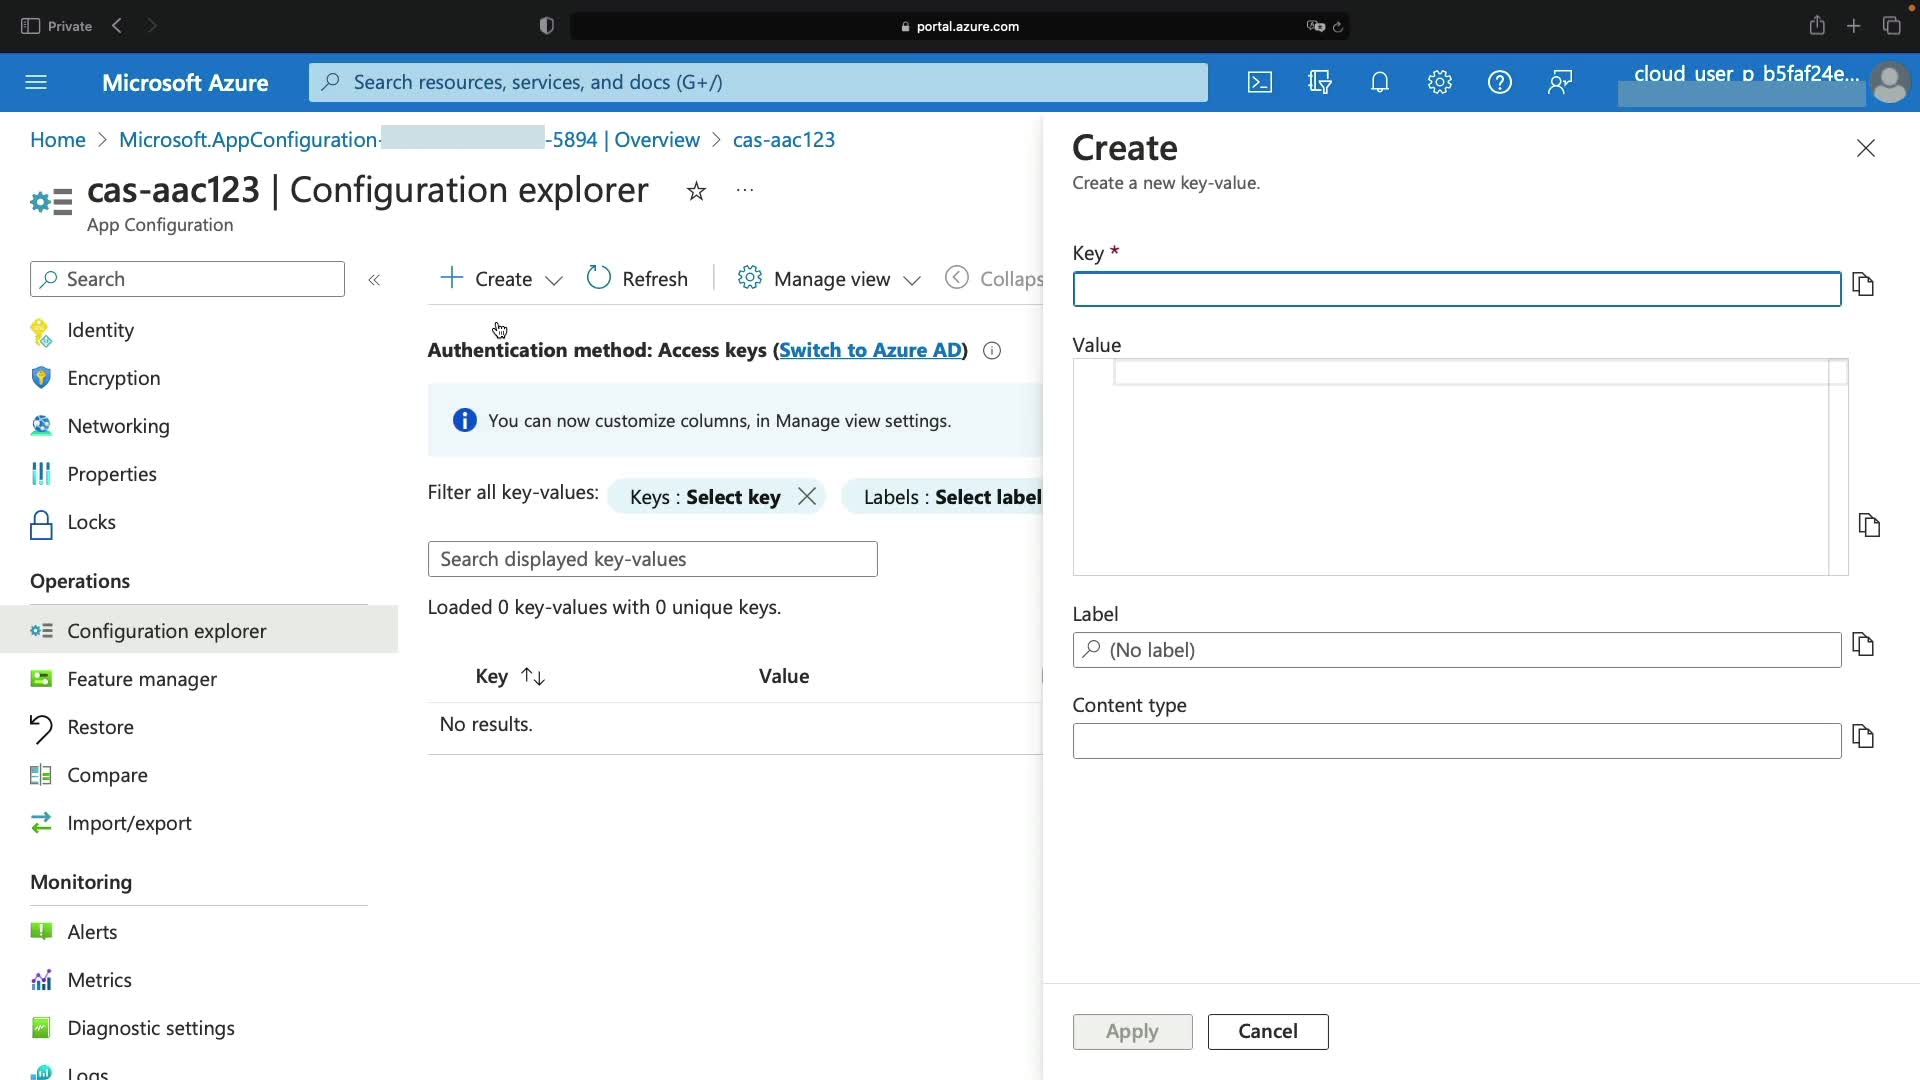 Private
portal.azure.com
Microsoft Azure
Search resources, services, and docs (G+/)
cloud_user_p_b5faf24e...
Home > Microsoft.AppConfiguration- -5894 | Overview > cas-aac123
cas-aac123 | Configuration explorer
App Configuration
Search
Identity
Encryption
Networking
Properties
Locks
Operations
Configuration explorer
Feature manager
Restore
Compare
Import/export
Monitoring
Alerts
Metrics
Diagnostic settings
Logs
Create
Refresh
Manage view
Collaps
Authentication method: Access keys (Switch to Azure AD)
You can now customize columns, in Manage view settings.
Filter all key-values:
Keys : Select key
Labels : Select label
Search displayed key-values
Loaded 0 key-values with 0 unique keys.
Key
Value
No results.
Create
Create a new key-value.
Key *
Value
Label
(No label)
Content type
Apply
Cancel